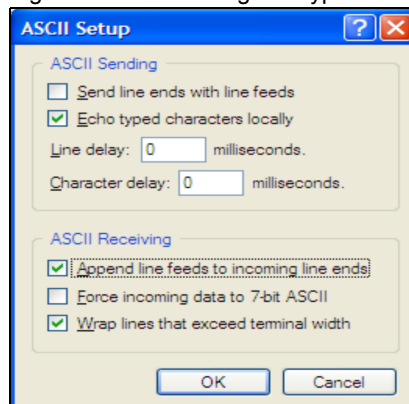 ASCII Setup
ASCII Sending
Send line ends with line feeds
Echo typed characters locally
Line delay: 0 milliseconds.
Character delay: 0 milliseconds.
ASCII Receiving
Append line feeds to incoming line ends
Force incoming data to 7-bit ASCII
Wrap lines that exceed terminal width
OK Cancel